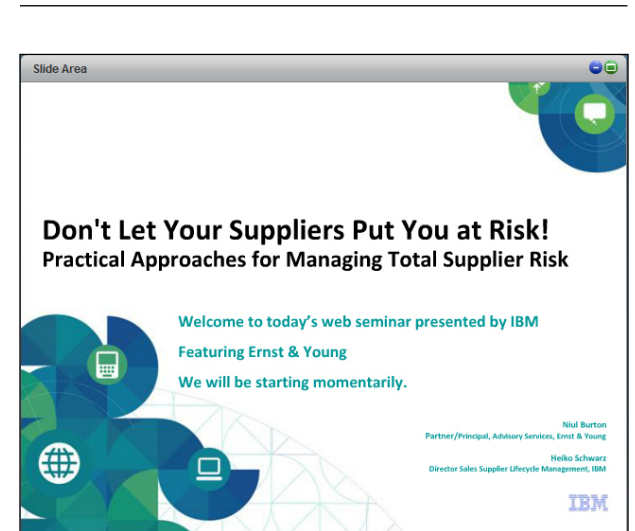 Slide Area
Don't Let Your Suppliers Put You at Risk!
Practical Approaches for Managing Total Supplier Risk
Welcome to today's web seminar presented by IBM
Featuring Ernst & Young
We will be starting momentarily.
Niul Burton
Partner/Principal, Advisory Services, Ernst & Young
Heiko Schwarz
Director Sales Supplier Lifecycle Management, IBM
IBM